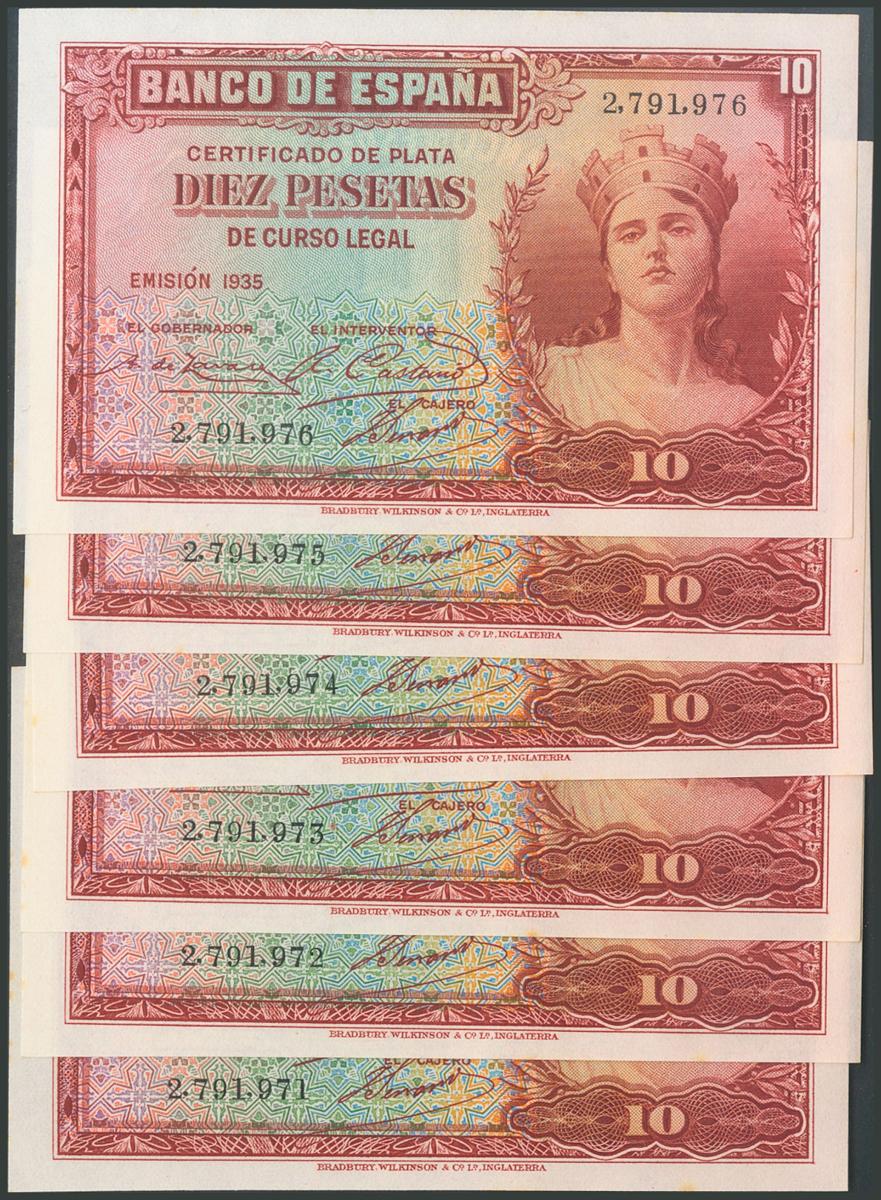 BANCO DE ESPAÑA
10
2,791,976
CERTIFICADO DE PLATA
DIEZ PESETAS
DE CURSO LEGAL
EMISIÓN 1935
EL GOBERNADOR EL INTERVENTOR
EL CAJERO
2,791,976
10
BRADBURY. WILKINSON & Cº Lº, INGLATERRA
2,791,975
10
BRADBURY. WILKINSON & Cº Lº, INGLATERRA
2,791,974
10
BRADBURY. WILKINSON & Cº Lº, INGLATERRA
EL CAJERO
2,791,973
10
BRADBURY. WILKINSON & Cº Lº, INGLATERRA
2,791,972
10
BRADBURY. WILKINSON & Cº Lº, INGLATERRA
EL CAJERO
2,791,971
10
BRADBURY. WILKINSON & Cº Lº, INGLATERRA